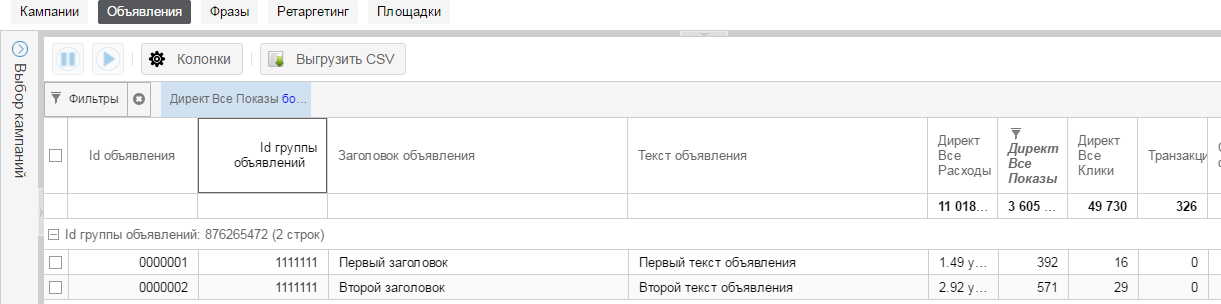 Кампании Объявления Фразы Ретаргетинг Площадки
Выбор кампаний
Колонки Выгрузить CSV
Фильтры Директ Все Показы бо...
Id объявления
Id группы
объявлений
Заголовок объявления
Текст объявления
Директ
Все
Расходы
Директ
Все
Показы
Директ
Все
Клики
Транзакци
11 018... 3 605 ... 49 730 326
Id группы объявлений: 876265472 (2 строк)
0000001 1111111 Первый заголовок Первый текст объявления 1.49 у... 392 16 0
0000002 1111111 Второй заголовок Второй текст объявления 2.92 у... 571 29 0